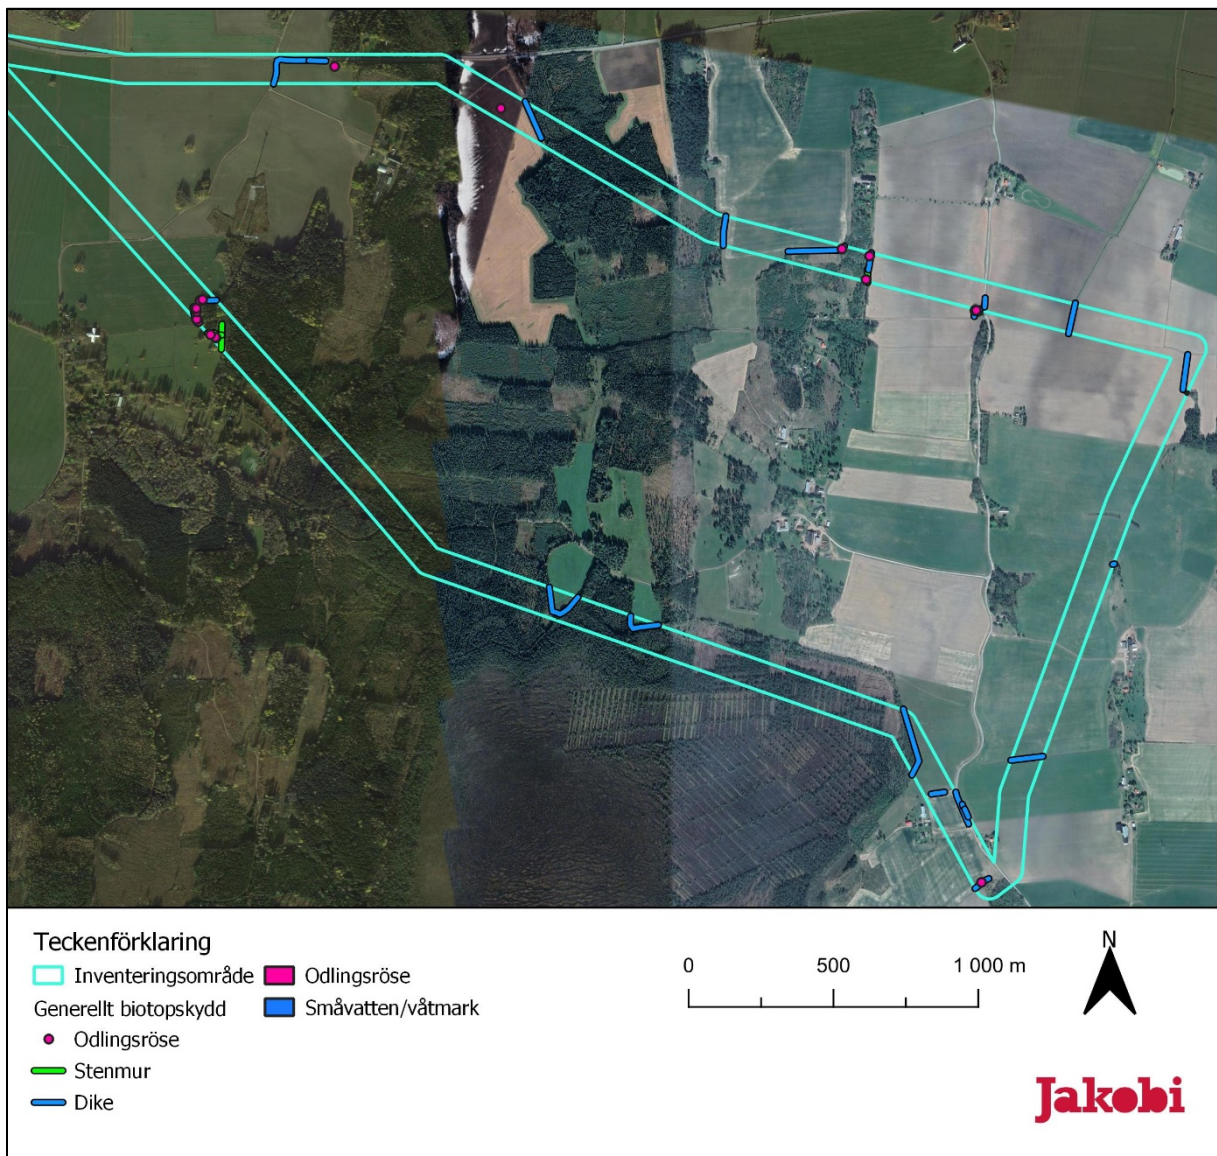 Teckenförklaring
Inventeringsområde
Generellt biotopskydd
Odlingsröse
Stenmur
Dike
Odlingsröse
Småvatten/våtmark
0 500 1 000 m
N
Jakobi